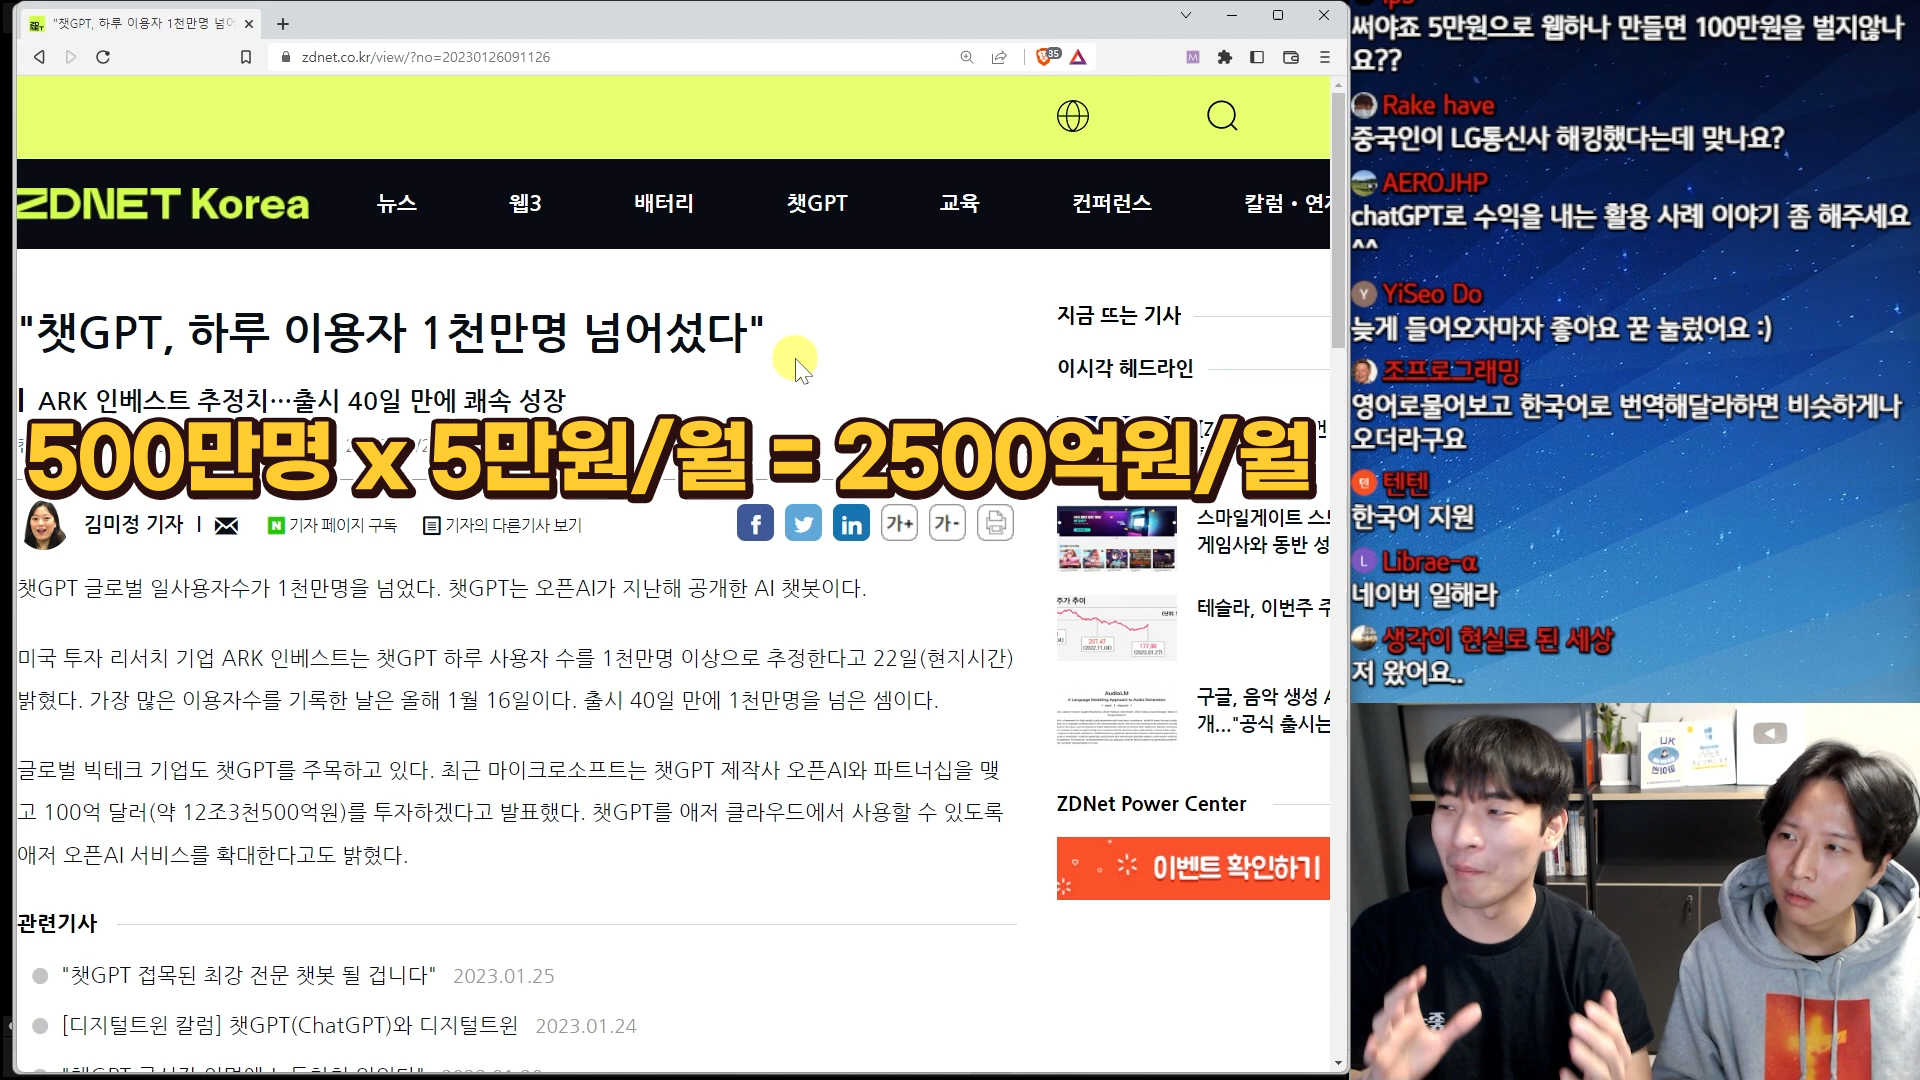 "챗GPT, 하루 이용자 1천만명 넘어
zdnet.co.kr/view/?no=20230126091126
35
ZDNET Korea
뉴스
웹3
배터리
챗GPT
교육
컨퍼런스
칼럼・연
"챗GPT, 하루 이용자 1천만명 넘어섰다"
ARK 인베스트 추정치…출시 40일 만에 쾌속 성장
500만명 x 5만원/월 = 2500억원/월
김미정 기자
기자 페이지 구독
기자의 다른기사 보기
가+
가-
챗GPT 글로벌 일사용자수가 1천만명을 넘었다. 챗GPT는 오픈AI가 지난해 공개한 AI 챗봇이다.
미국 투자 리서치 기업 ARK 인베스트는 챗GPT 하루 사용자 수를 1천만명 이상으로 추정한다고 22일(현지시간)
밝혔다. 가장 많은 이용자수를 기록한 날은 올해 1월 16일이다. 출시 40일 만에 1천만명을 넘은 셈이다.
글로벌 빅테크 기업도 챗GPT를 주목하고 있다. 최근 마이크로소프트는 챗GPT 제작사 오픈AI와 파트너십을 맺
고 100억 달러(약 12조3천500억원)를 투자하겠다고 발표했다. 챗GPT를 애저 클라우드에서 사용할 수 있도록
애저 오픈AI 서비스를 확대한다고도 밝혔다.
관련기사
"챗GPT 접목된 최강 전문 챗봇 될 겁니다" 2023.01.25
[디지털트윈 칼럼] 챗GPT(ChatGPT)와 디지털트윈 2023.01.24
지금 뜨는 기사
이시각 헤드라인
스마일게이트 스토
게임사와 동반 성
주가 추이
테슬라, 이번주 주
AudioLM
구글, 음악 생성 A
개…"공식 출시는
ZDNet Power Center
이벤트 확인하기
써야죠 5만원으로 웹하나 만들면 100만원을 벌지않나
요??
Rake have
중국인이 LG통신사 해킹했다는데 맞나요?
AEROJHP
chatGPT로 수익을 내는 활용 사례 이야기 좀 해주세요
^^
Y YiSeo Do
늦게 들어오자마자 좋아요 꾿 눌렀어요 :)
조프로그래밍
영어로물어보고 한국어로 번역해달라하면 비슷하게나
오더라구요
텐 텐텐
한국어 지원
L Librae-α
네이버 일해라
생각이 현실로 된 세상
저 왔어요..